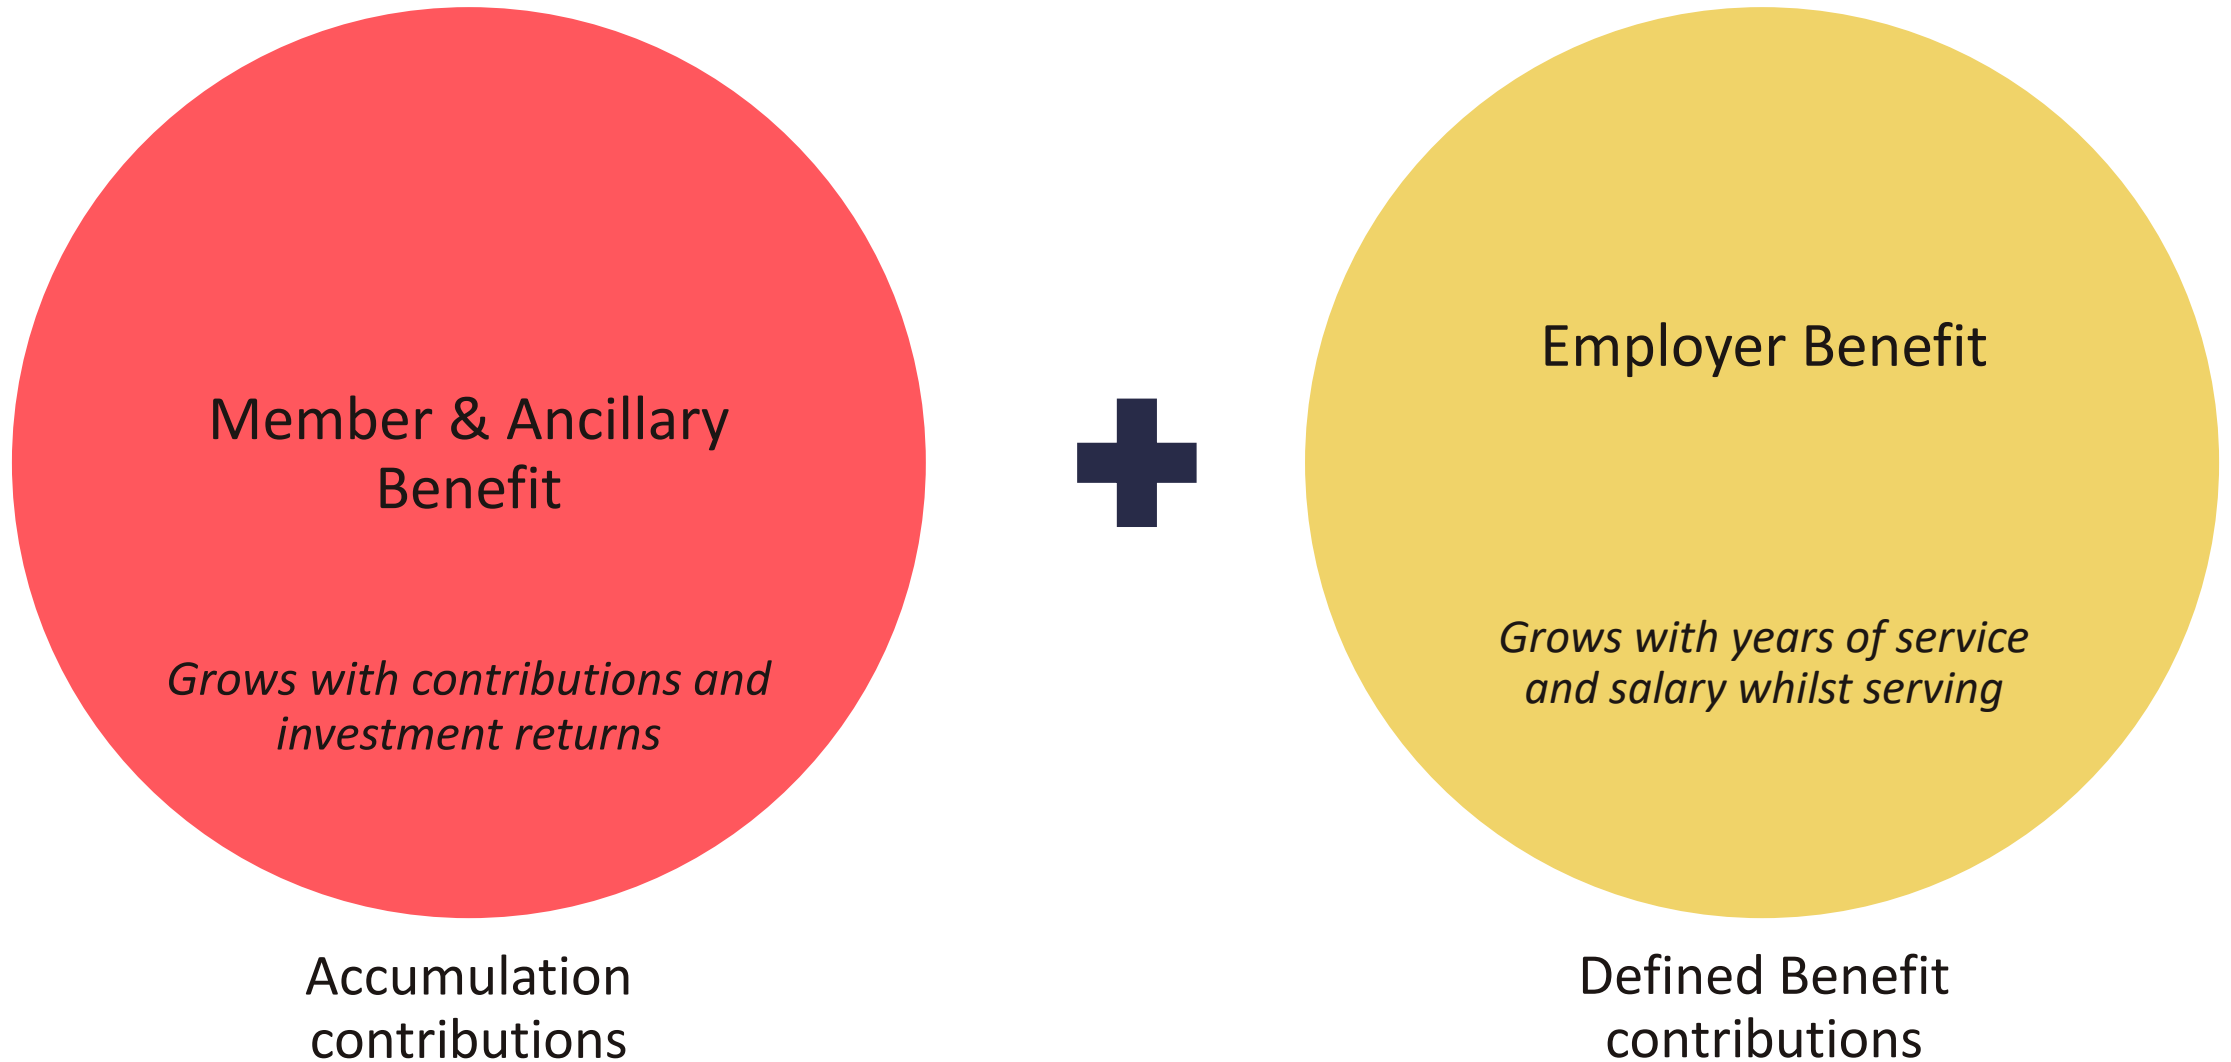 Member & Ancillary
Benefit
Grows with contributions and
investment returns
Accumulation
contributions
Employer Benefit
Grows with years of service
and salary whilst serving
Defined Benefit
contributions